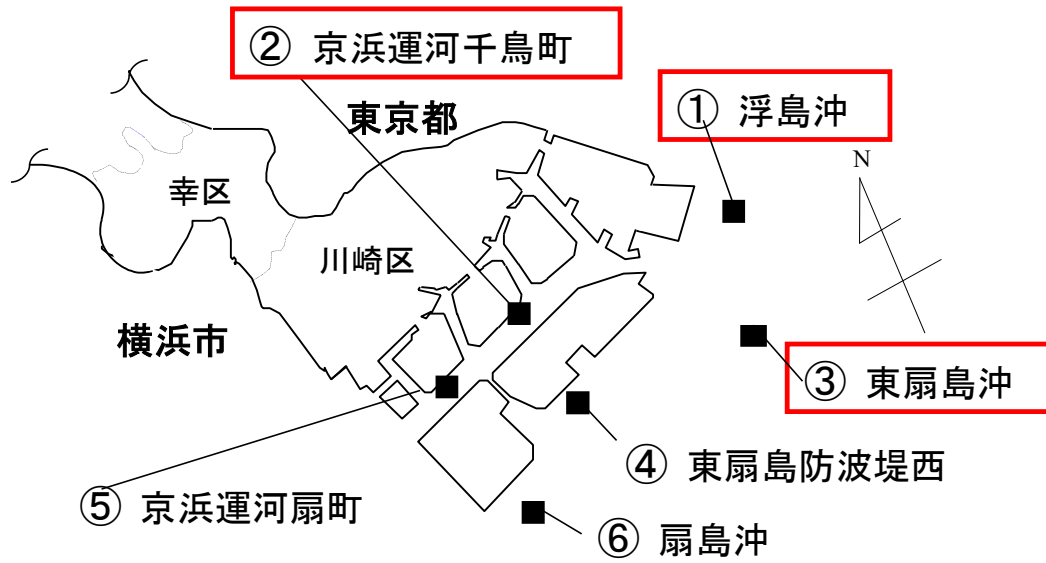 ② 京浜運河千鳥町
① 浮島沖
東京都
N
幸区
川崎区
横浜市
③ 東扇島沖
④ 東扇島防波堤西
⑤ 京浜運河扇町
⑥ 扇島沖